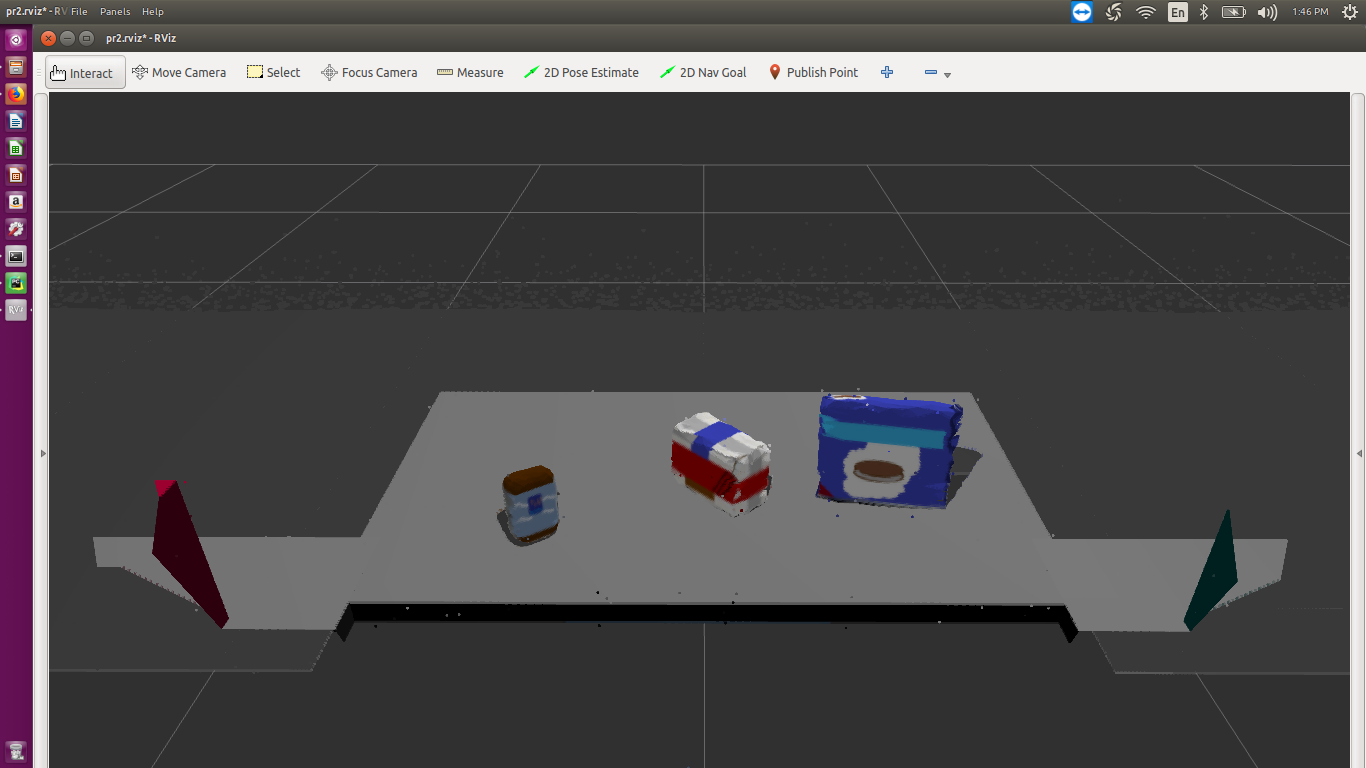 pr2.rviz* - RV File Panels Help
En 1:46 PM
pr2.rviz* - RViz
Interact Move Camera Select Focus Camera Measure 2D Pose Estimate 2D Nav Goal Publish Point
a
RViz